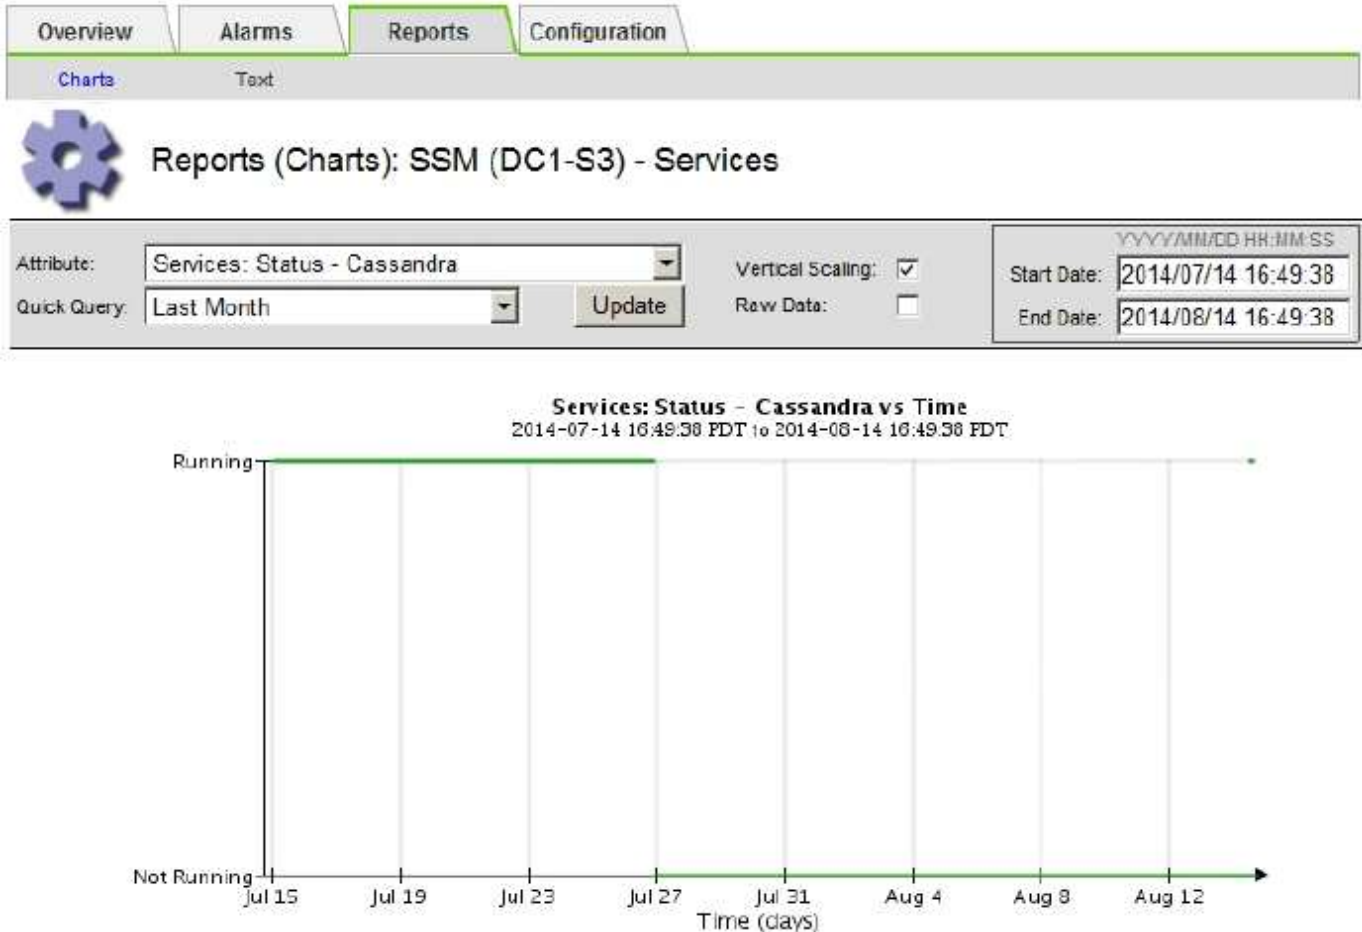 Overview Alarms Reports Configuration
Charts Text
Reports (Charts): SSM (DC1-S3) - Services
YYYY/MM/DD HH:MM:SS
Attribute: Services: Status - Cassandra Vertical Scaling: Start Date: 2014/07/14 16:49:38
Quick Query: Last Month Update Raw Data: End Date: 2014/08/14 16:49:38
Services: Status - Cassandra vs Time
2014-07-14 16:49:38 PDT to 2014-08-14 16:49:38 PDT
Running
Not Running
Jul 15 Jul 19 Jul 23 Jul 27 Jul 31 Aug 4 Aug 8 Aug 12
Time (days)